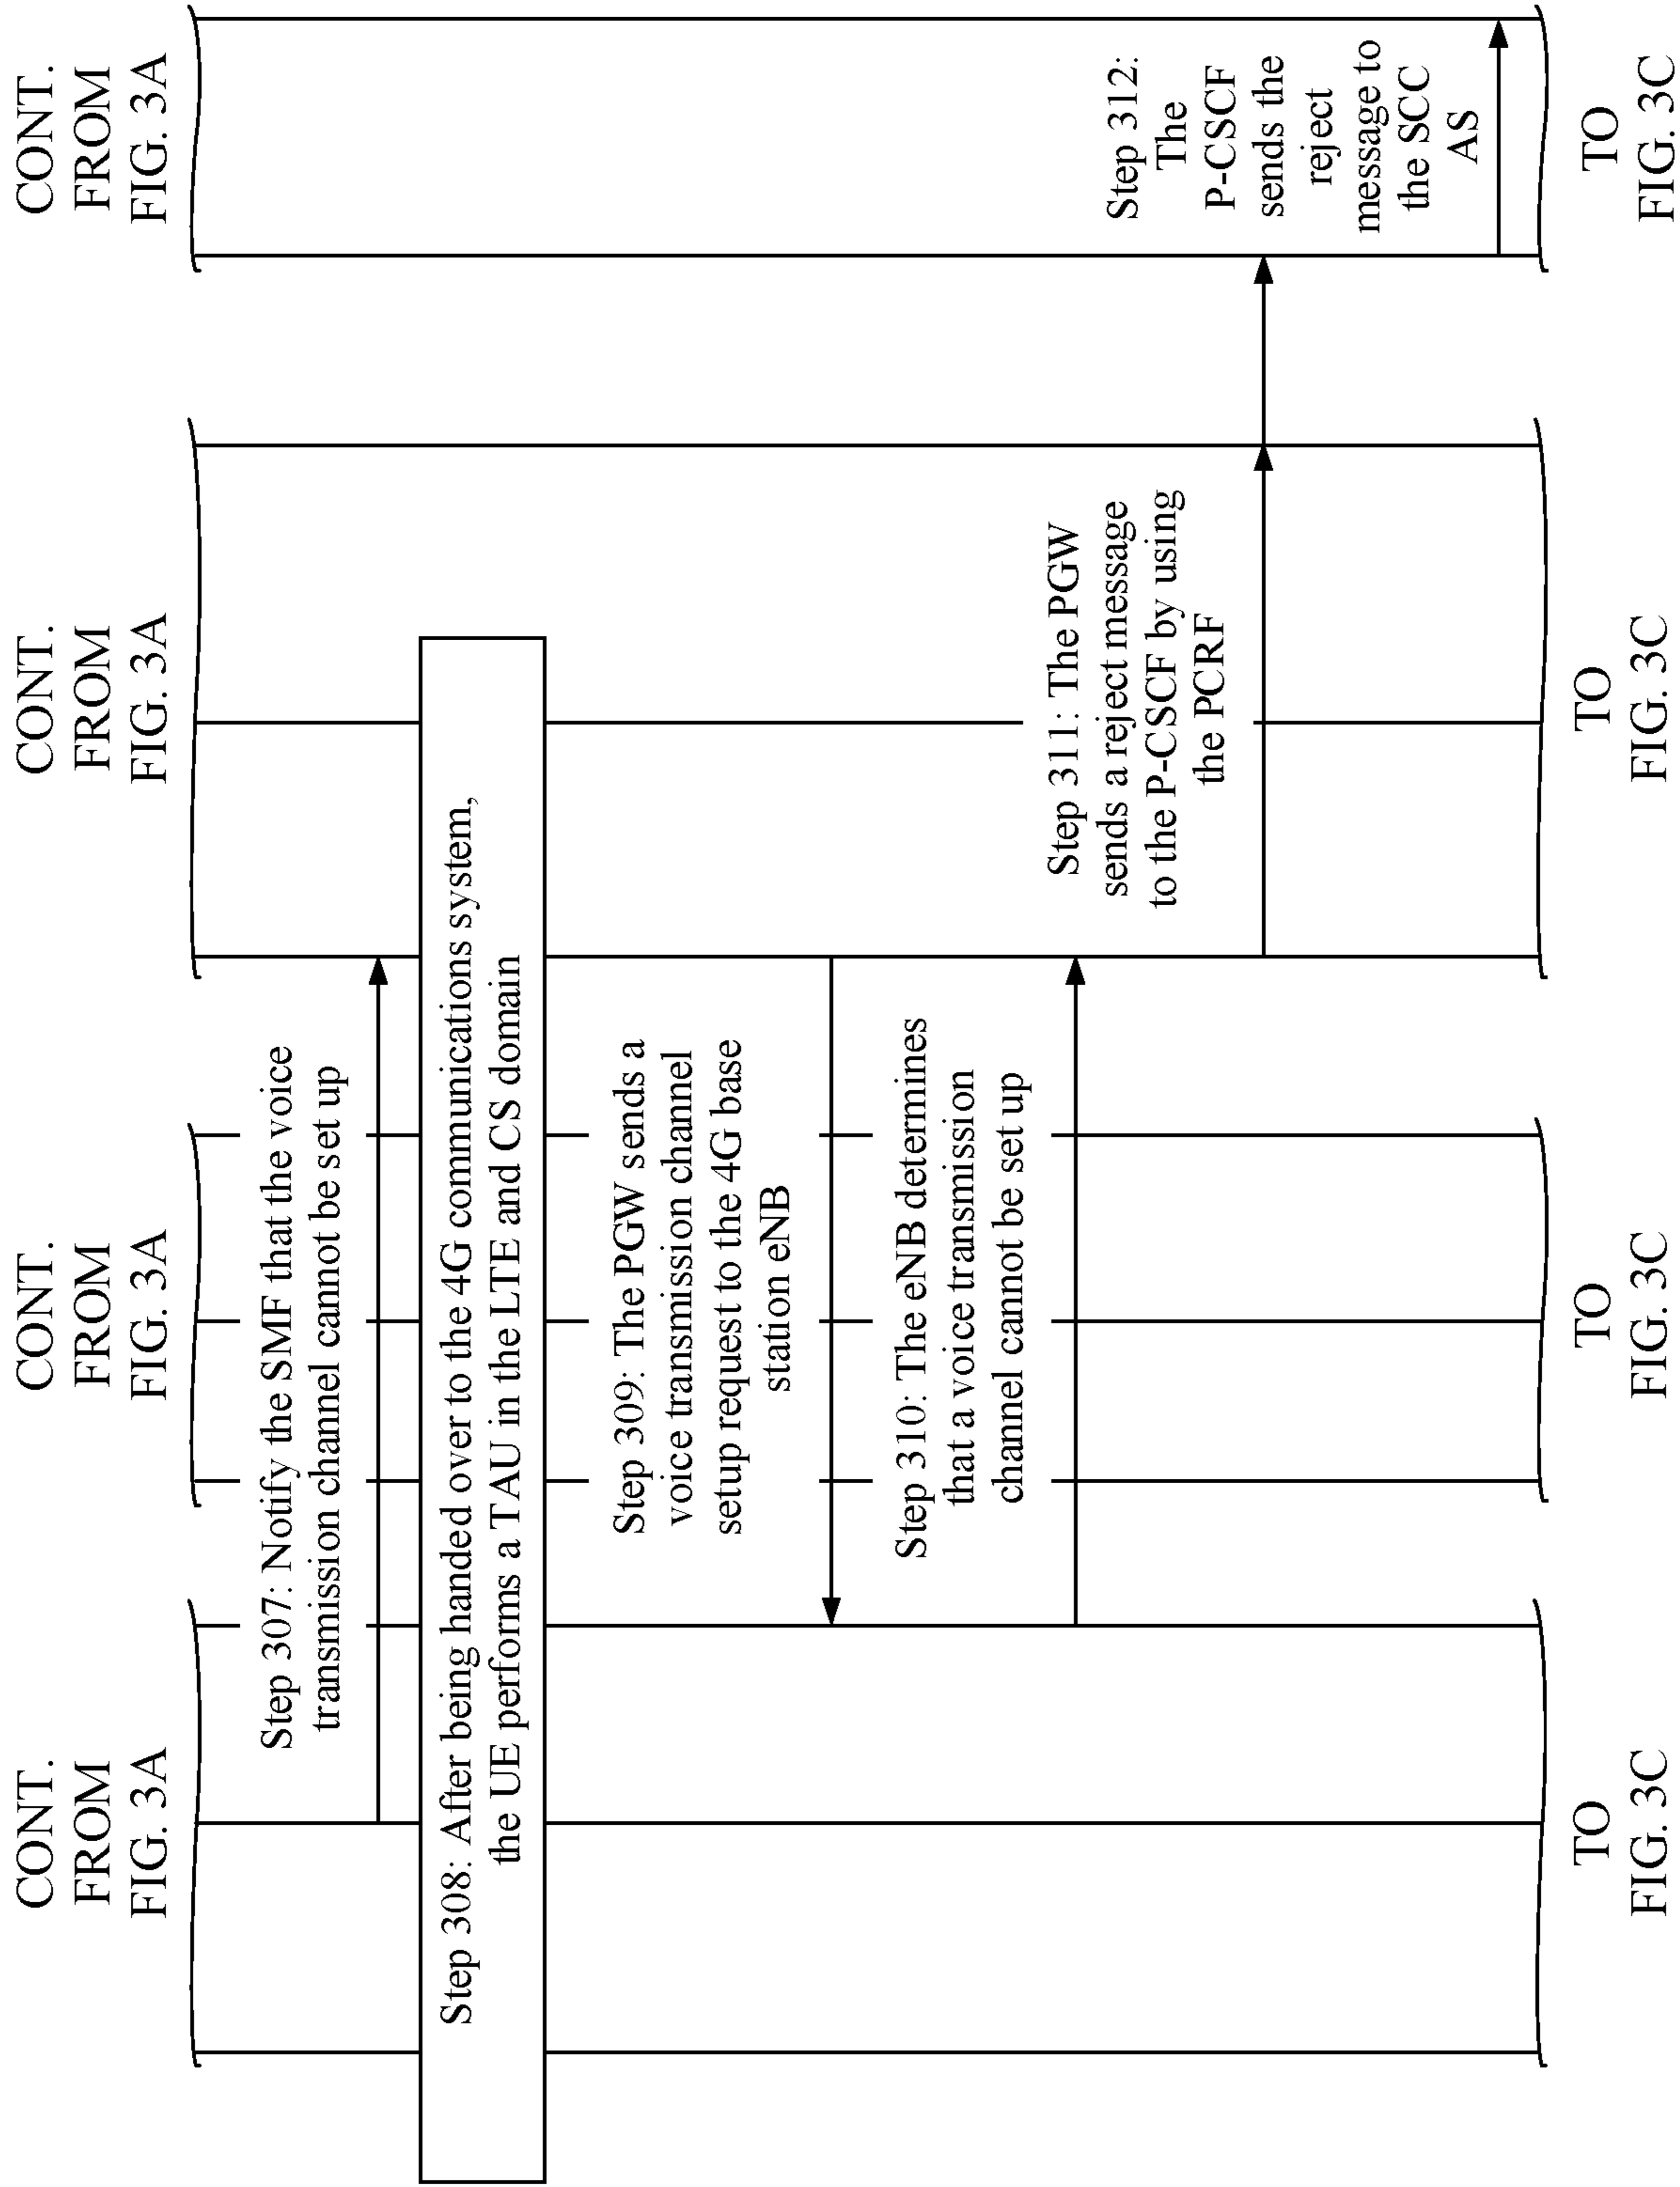 CONT.
FROM
FIG. 3A
CONT.
FROM
FIG. 3A
CONT.
FROM
FIG. 3A
CONT.
FROM
FIG. 3A
Step 307: Notify the SMF that the voice
transmission channel cannot be set up
Step 308: After being handed over to the 4G communications system,
the UE performs a TAU in the LTE and CS domain
Step 309: The PGW sends a
voice transmission channel
setup request to the 4G base
station eNB
Step 310: The eNB determines
that a voice transmission
channel cannot be set up
Step 311: The PGW
sends a reject message
to the P-CSCF by using
the PCRF
Step 312:
The
P-CSCF
sends the
reject
message to
the SCC
AS
TO
FIG. 3C
TO
FIG. 3C
TO
FIG. 3C
TO
FIG. 3C